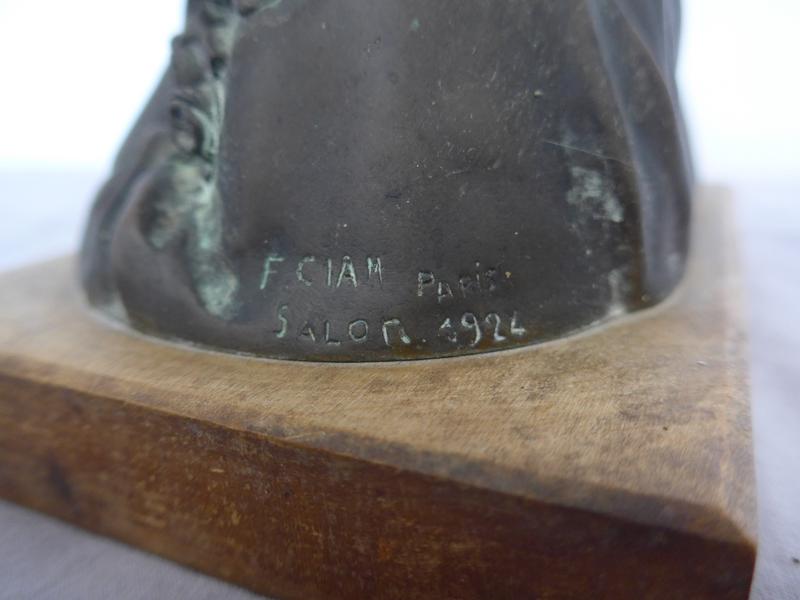 F. CIAM PARIS
SALON. 1924